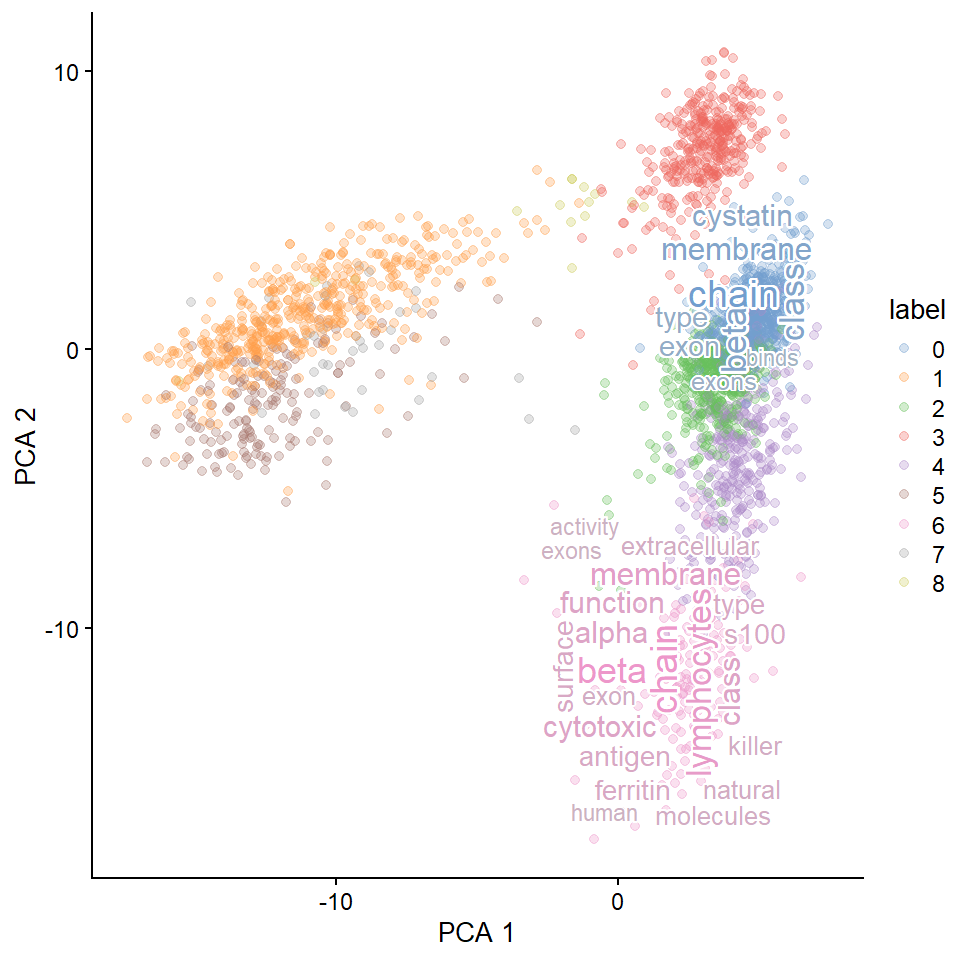 10
0
-10
PCA 2
cystatin
membrane
chain
class
type
beta
exon
binds
exons
activity
exons
extracellular
membrane
function
type
alpha
s100
surface
chain
lymphocytes
beta
class
exon
cytotoxic
killer
antigen
ferritin
natural
human
molecules
-10
0
PCA 1
label
0
1
2
3
4
5
6
7
8